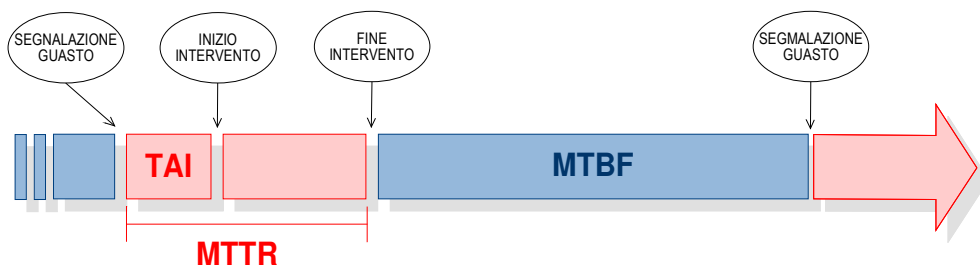 SEGNALAZIONE
GUASTO
INIZIO
INTERVENTO
FINE
INTERVENTO
SEGMALAZIONE
GUASTO
TAI
MTBF
MTTR